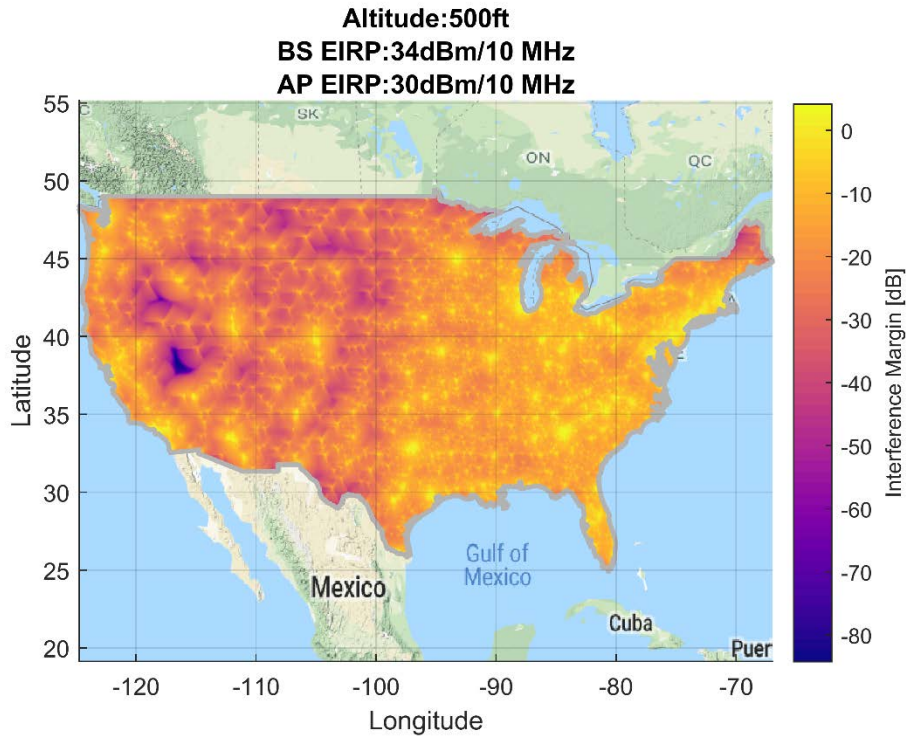 Altitude:500ft
BS EIRP:34dBm/10 MHz
AP EIRP:30dBm/10 MHz
55
50
45
40
35
30
25
20
Latitude
C
SK
ON
QC
Gulf of
Mexico
Mexico
Cuba
Puer
-120
-110
-100
-90
-80
-70
Longitude
0
-10
-20
-30
-40
-50
-60
-70
-80
Interference Margin [dB]